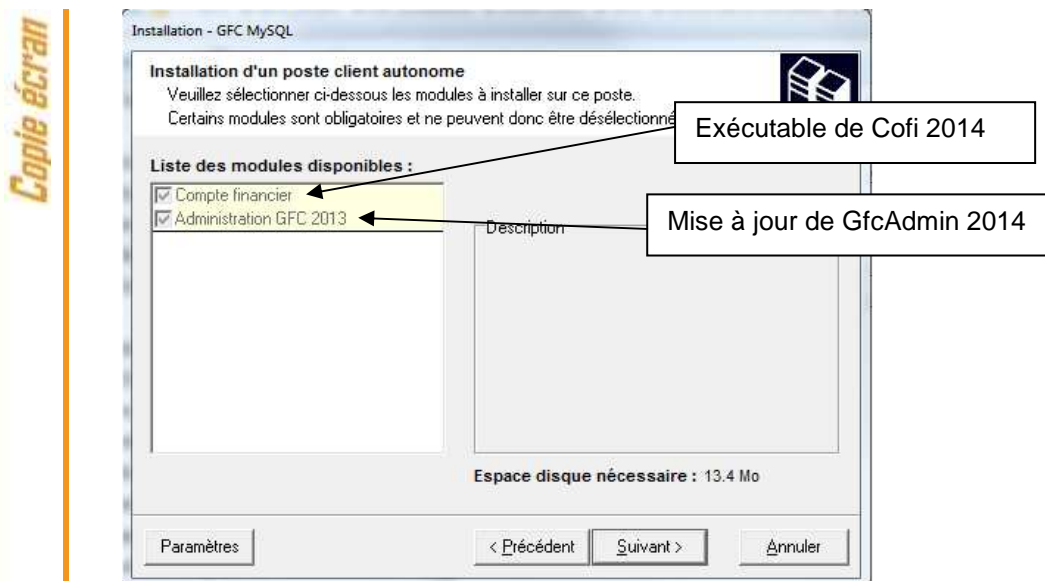 Copie écran
Installation - GFC MySQL
Installation d'un poste client autonome
Veuillez sélectionner ci-dessous les modules à installer sur ce poste.
Certains modules sont obligatoires et ne peuvent donc être désélectionné
Exécutable de Cofi 2014
Liste des modules disponibles :
Compte financier
Administration GFC 2013
Description
Mise à jour de GfcAdmin 2014
Espace disque nécessaire : 13.4 Mo
Paramètres
< Précédent
Suivant >
Annuler